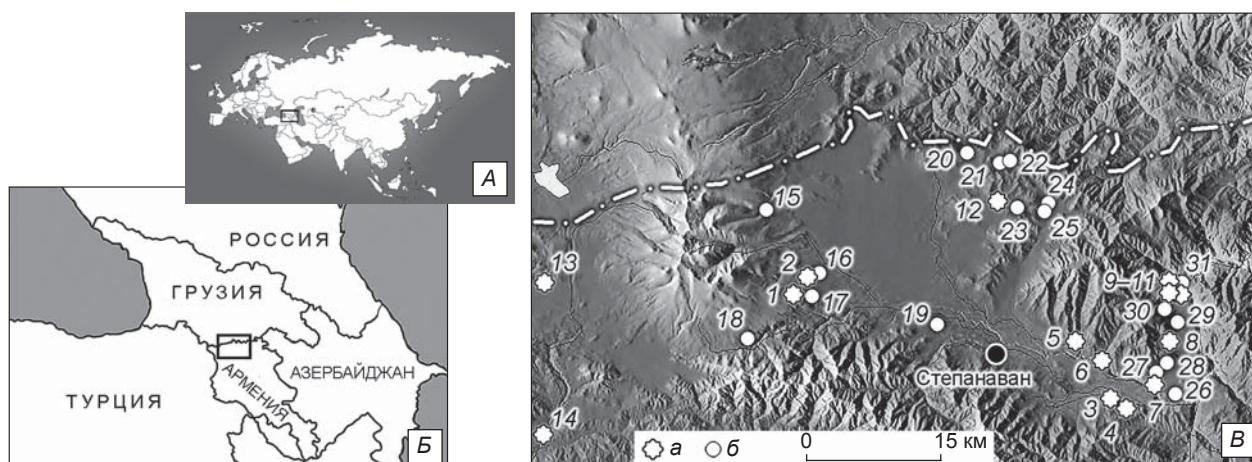 А
РОССИЯ
ГРУЗИЯ
АРМЕНИЯ
АЗЕРБАЙДЖАН
ТУРЦИЯ
Б
20
21
22
24
15
12
23
25
13
2
16
1
17
31
9–11
30
29
18
19
5
8
Степанаван
6
27
28
26
3
4
7
14
а
б
0
15 км
В